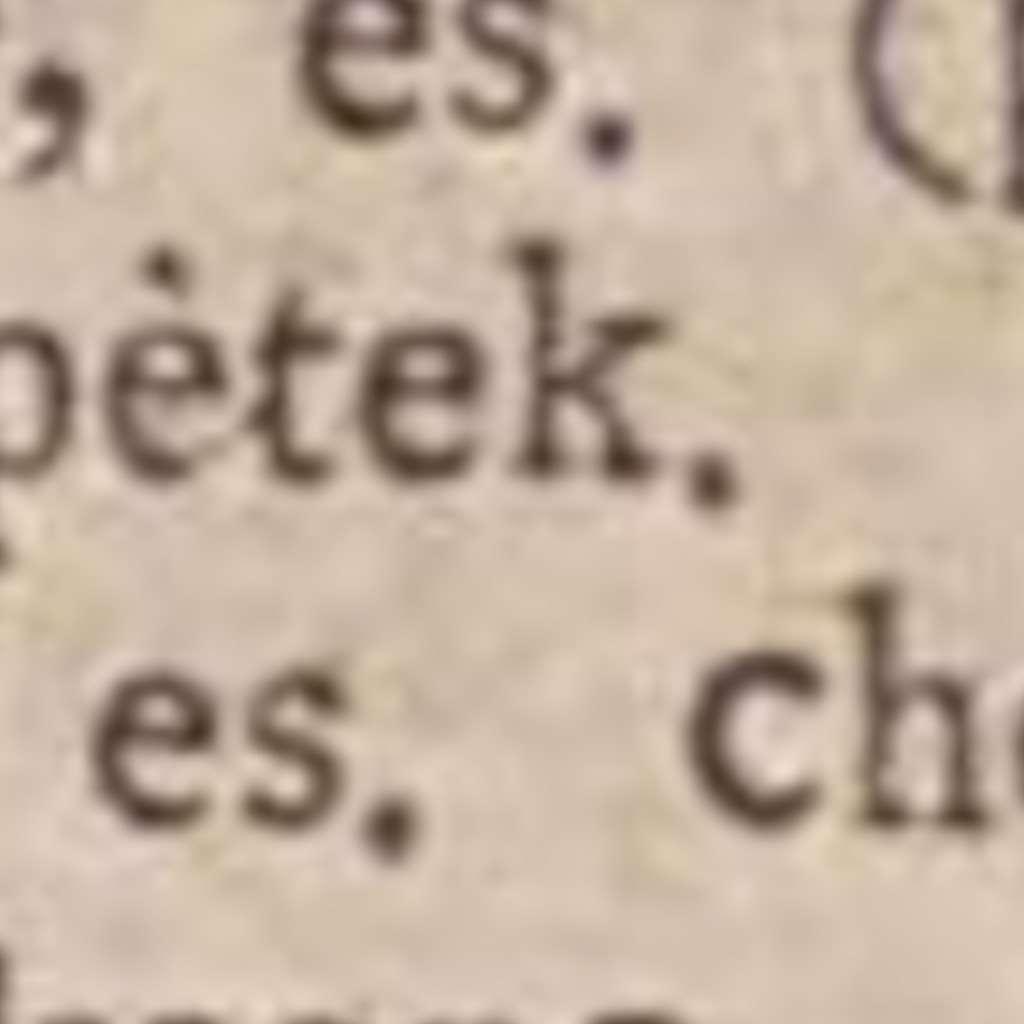 , es. (
pėtek.
es. ch